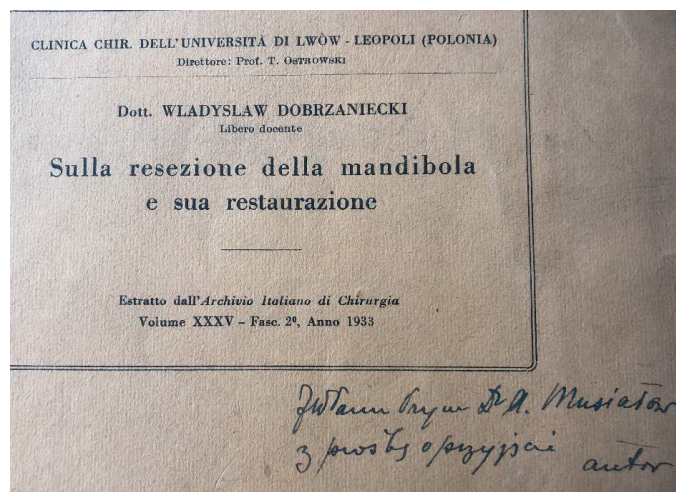 CLINICA CHIR. DELL'UNIVERSITÁ DI LWÒW - LEOPOLI (POLONIA)
Direttore: Prof. T. OSTROWSKI
Dott. WLADYSLAW DOBRZANIECKI
Libero docente
Sulla resezione della mandibola
e sua restaurazione
Estratto dall'Archivio Italiano di Chirurgia
Volume XXXV - Fasc. 2º, Anno 1933
Dr A.
z prośbą o przyjęcie
autor